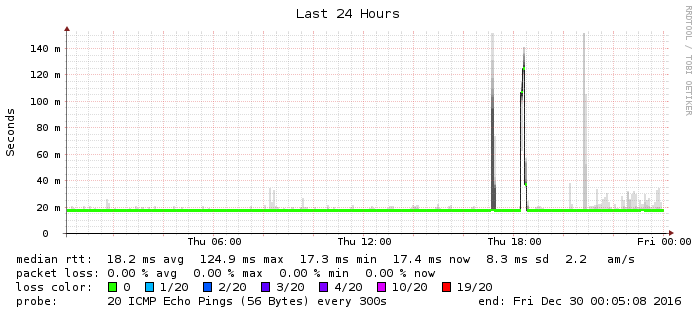 Last 24 Hours
RRDTOOL / TOBI OETIKER
Seconds
140 m
120 m
100 m
80 m
60 m
40 m
20 m
0
Thu 06:00 Thu 12:00 Thu 18:00 Fri 00:00
median rtt: 18.2 ms avg 124.9 ms max 17.3 ms min 17.4 ms now 8.3 ms sd 2.2 am/s
packet loss: 0.00 % avg 0.00 % max 0.00 % min 0.00 % now
loss color: 0 1/20 2/20 3/20 4/20 10/20 19/20
probe: 20 ICMP Echo Pings (56 Bytes) every 300s end: Fri Dec 30 00:05:08 2016